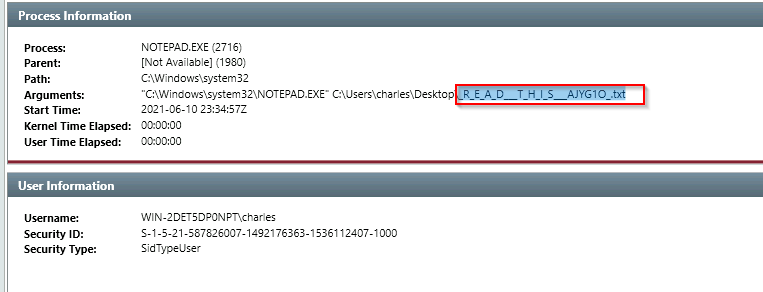 Process Information
Process: NOTEPAD.EXE (2716)
Parent: [Not Available] (1980)
Path: C:\Windows\system32
Arguments: "C:\Windows\system32\NOTEPAD.EXE" C:\Users\charles\Desktop\_R_E_A_D___T_H_I_S___AJYG1O_.txt
Start Time: 2021-06-10 23:34:57Z
Kernel Time Elapsed: 00:00:00
User Time Elapsed: 00:00:00
User Information
Username: WIN-2DET5DP0NPT\charles
Security ID: S-1-5-21-587826007-1492176363-1536112407-1000
Security Type: SidTypeUser